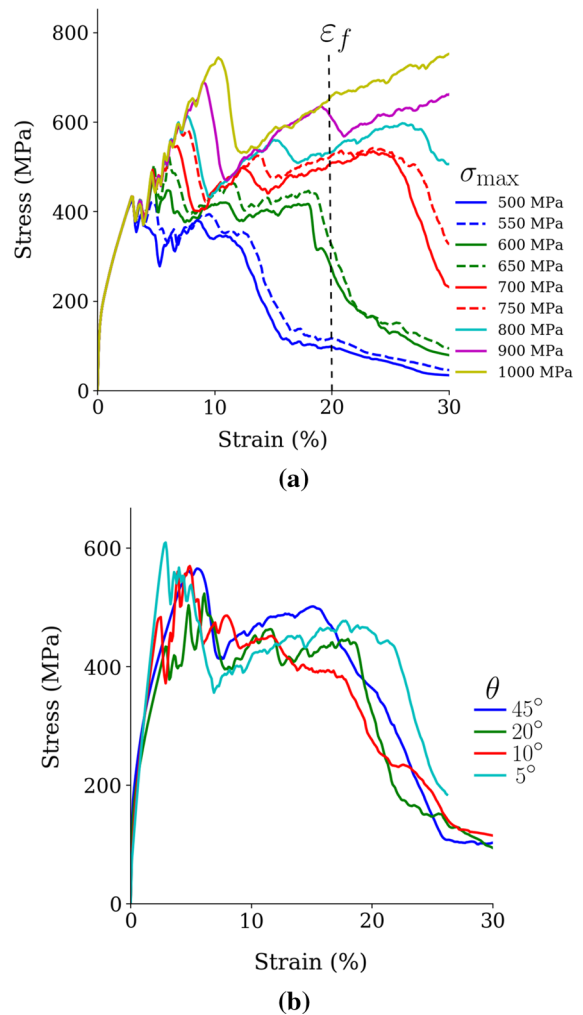 800
600
400
200
0
0
10
20
30
Stress (MPa)
Strain (%)
ε_f
σ_max
500 MPa
550 MPa
600 MPa
650 MPa
700 MPa
750 MPa
800 MPa
900 MPa
1000 MPa
(a)
600
400
200
0
0
10
20
30
Stress (MPa)
Strain (%)
θ
45°
20°
10°
5°
(b)